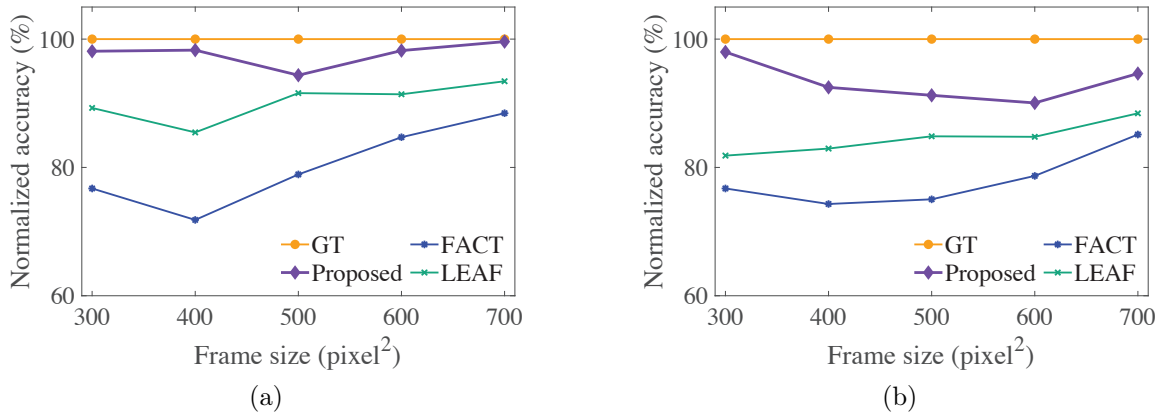 Normalized accuracy (%)
100
80
60
GT
FACT
Proposed
LEAF
300 400 500 600 700
Frame size (pixel²)
(a)
Normalized accuracy (%)
100
80
60
GT
FACT
Proposed
LEAF
300 400 500 600 700
Frame size (pixel²)
(b)